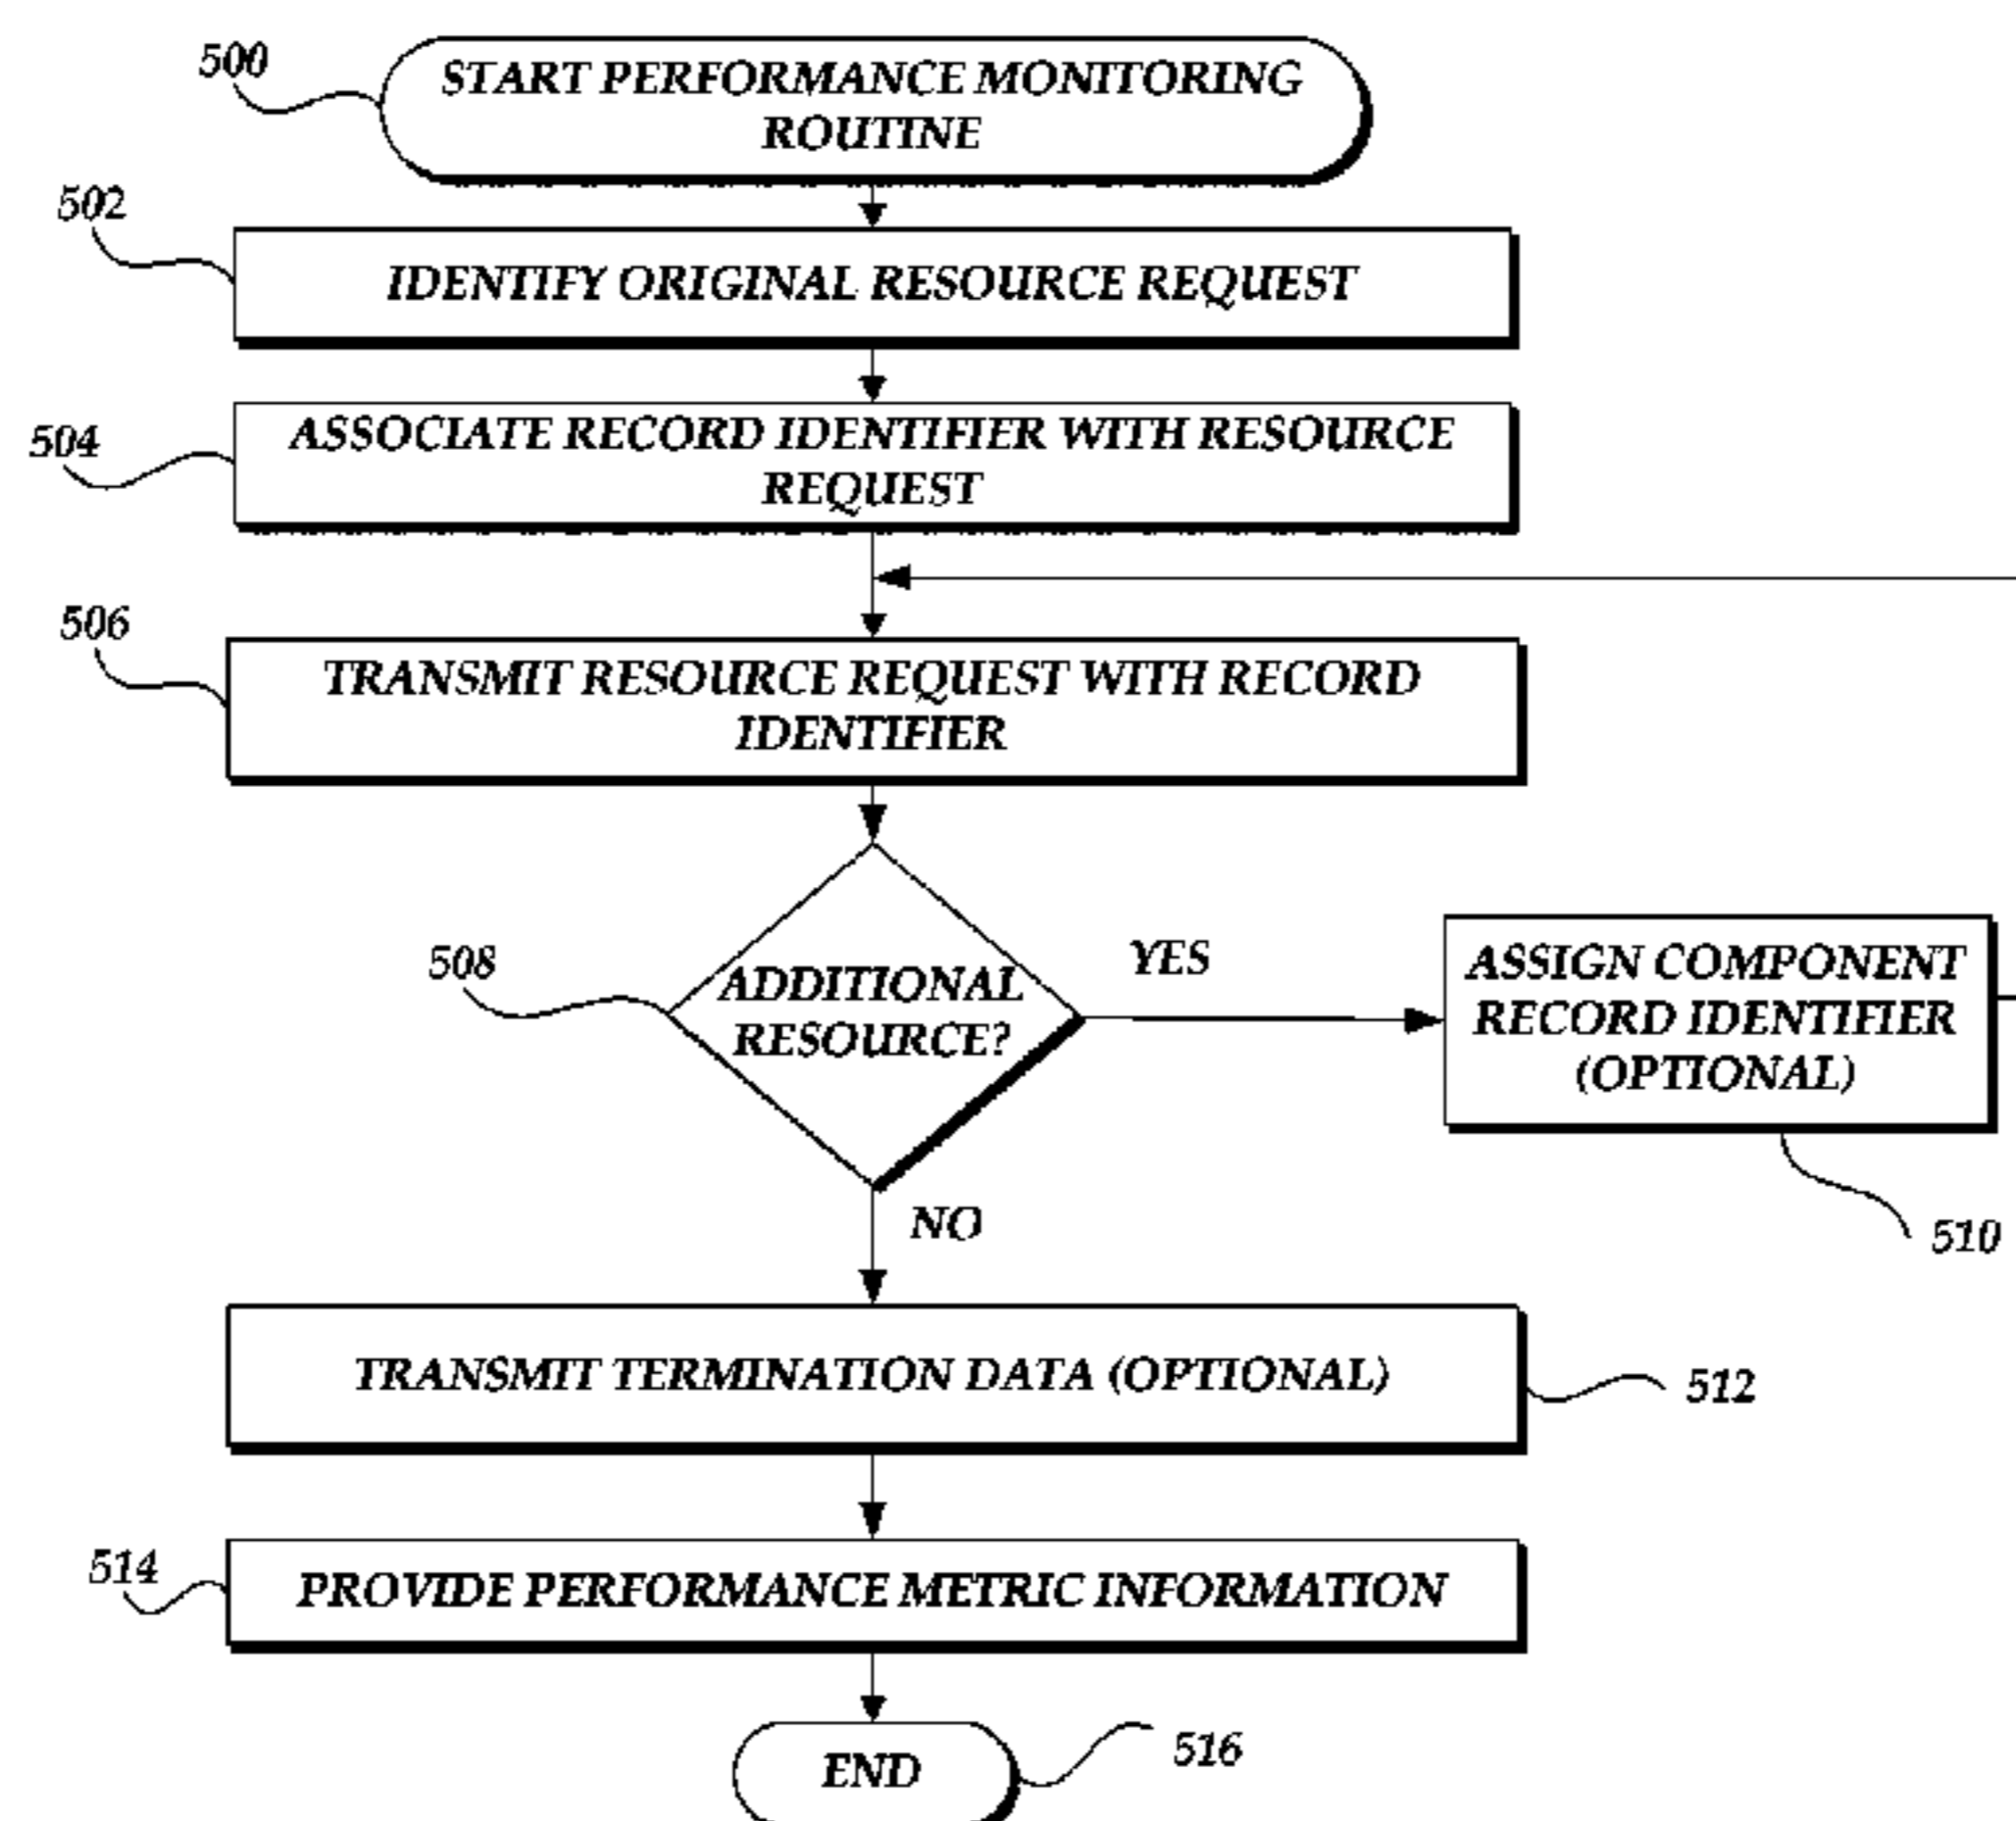 500
START PERFORMANCE MONITORING
ROUTINE
502
IDENTIFY ORIGINAL RESOURCE REQUEST
504
ASSOCIATE RECORD IDENTIFIER WITH RESOURCE
REQUEST
506
TRANSMIT RESOURCE REQUEST WITH RECORD
IDENTIFIER
508
ADDITIONAL
RESOURCE?
YES
ASSIGN COMPONENT
RECORD IDENTIFIER
(OPTIONAL)
510
NO
TRANSMIT TERMINATION DATA (OPTIONAL)
512
514
PROVIDE PERFORMANCE METRIC INFORMATION
END
516